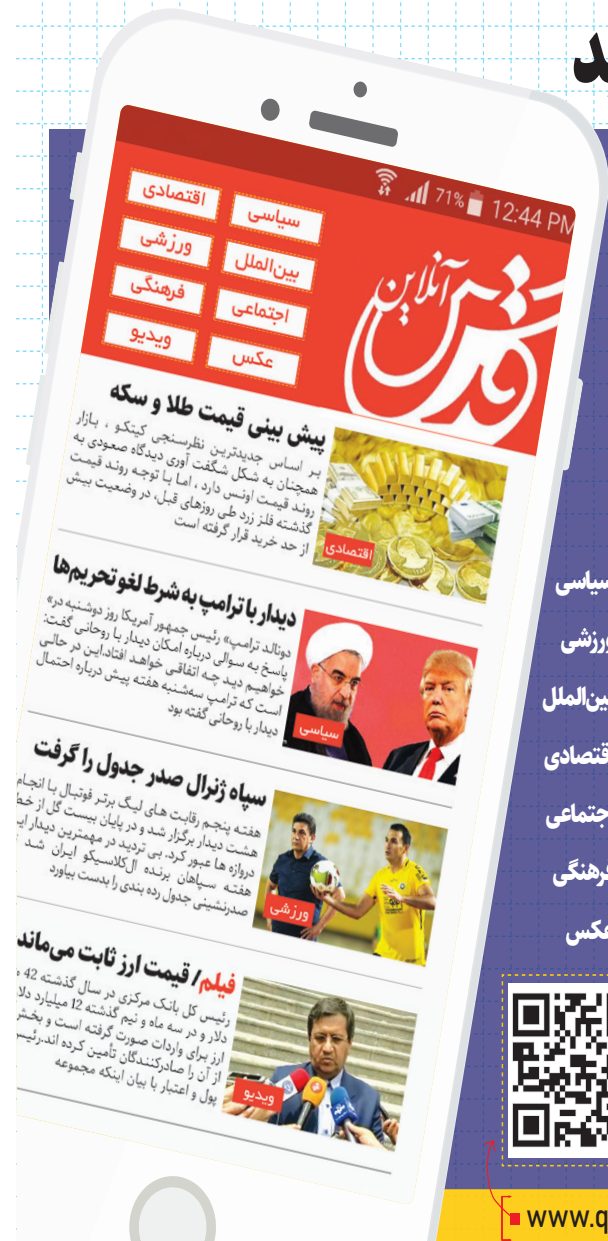 71% 12:44 PM
سیاسی
اقتصادی
بین‌الملل
ورزشی
اجتماعی
فرهنگی
عکس
ویدیو
قدس آنلاین
پیش بینی قیمت طلا و سکه
بر اساس جدیدترین نظرسنجی کیتکو ، بازار
همچنان به شکل شگفت آوری دیدگاه صعودی به
روند قیمت اونس دارد ، اما با توجه روند قیمت
گذشته فلز زرد طی روزهای قبل، در وضعیت بیش
از حد خرید قرار گرفته است
اقتصادی
دیدار با ترامپ به شرط لغو تحریم‌ها
دونالد ترامپ» رئیس جمهور آمریکا روز دوشنبه در»
پاسخ به سوالی درباره امکان دیدار با روحانی گفت:
خواهیم دید چه اتفاقی خواهد افتاد.این در حالی
است که ترامپ سه‌شنبه هفته پیش درباره احتمال
دیدار با روحانی گفته بود
سیاسی
سپاه ژنرال صدر جدول را گرفت
هفته پنجم رقابت های لیگ برتر فوتبال با انجام
هشت دیدار برگزار شد و در پایان بیست گل از خط
دروازه ها عبور کرد. بی تردید در مهمترین دیدار
هفته سپاهان برنده ال‌کلاسیکو ایران شد
صدرنشینی جدول رده بندی را بدست بیاورد
ورزشی
فیلم/ قیمت ارز ثابت می‌ماند
رئیس کل بانک مرکزی در سال گذشته 42
دلار و در سه ماه و نیم گذشته 12 میلیارد
ارز برای واردات صورت گرفته است و بخش
از آن را صادرکنندگان تأمین کرده اند.رئیس
پول و اعتبار با بیان اینکه مجموعه
ویدیو
سیاسی
ورزشی
بین‌الملل
اقتصادی
اجتماعی
فرهنگی
عکس
www.q